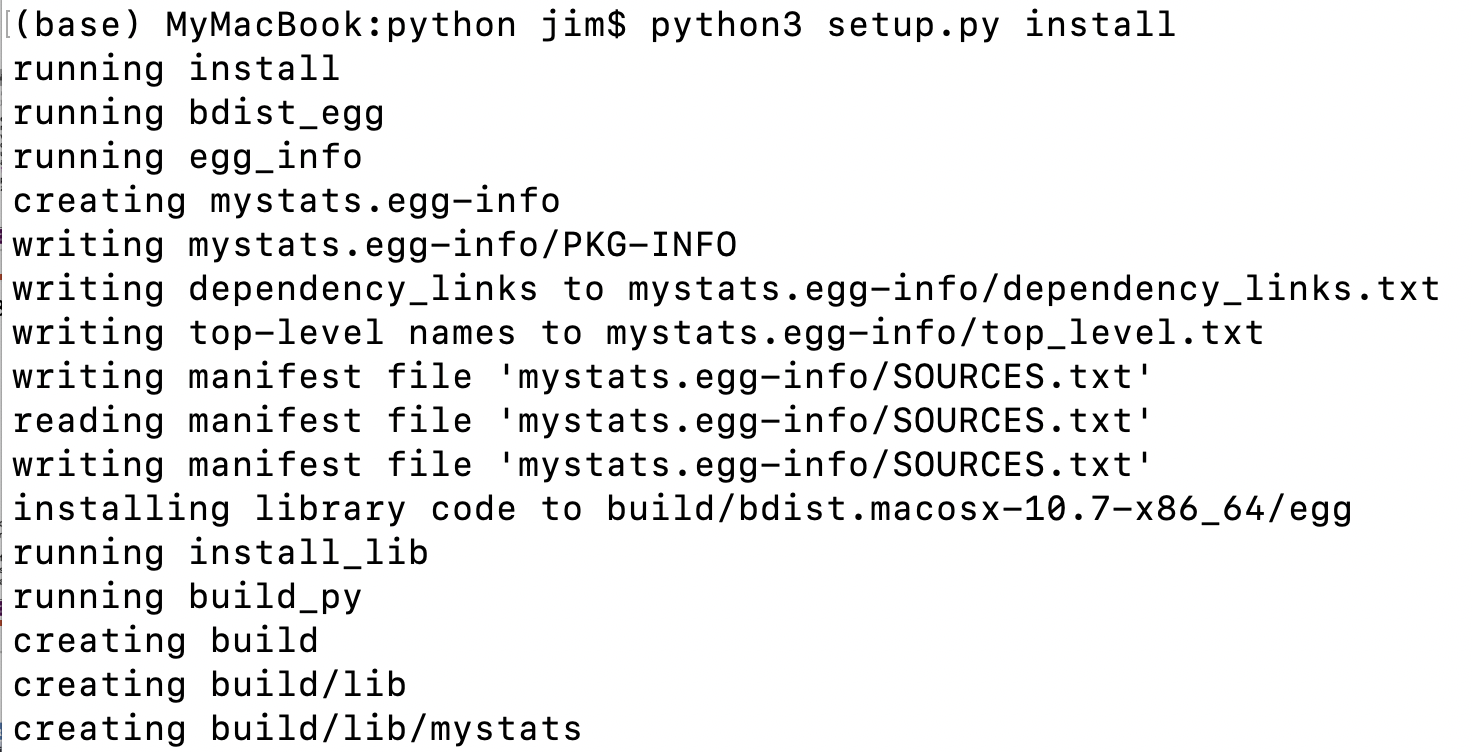 (base) MyMacBook:python jim$ python3 setup.py install
running install
running bdist_egg
running egg_info
creating mystats.egg-info
writing mystats.egg-info/PKG-INFO
writing dependency_links to mystats.egg-info/dependency_links.txt
writing top-level names to mystats.egg-info/top_level.txt
writing manifest file 'mystats.egg-info/SOURCES.txt'
reading manifest file 'mystats.egg-info/SOURCES.txt'
writing manifest file 'mystats.egg-info/SOURCES.txt'
installing library code to build/bdist.macosx-10.7-x86_64/egg
running install_lib
running build_py
creating build
creating build/lib
creating build/lib/mystats